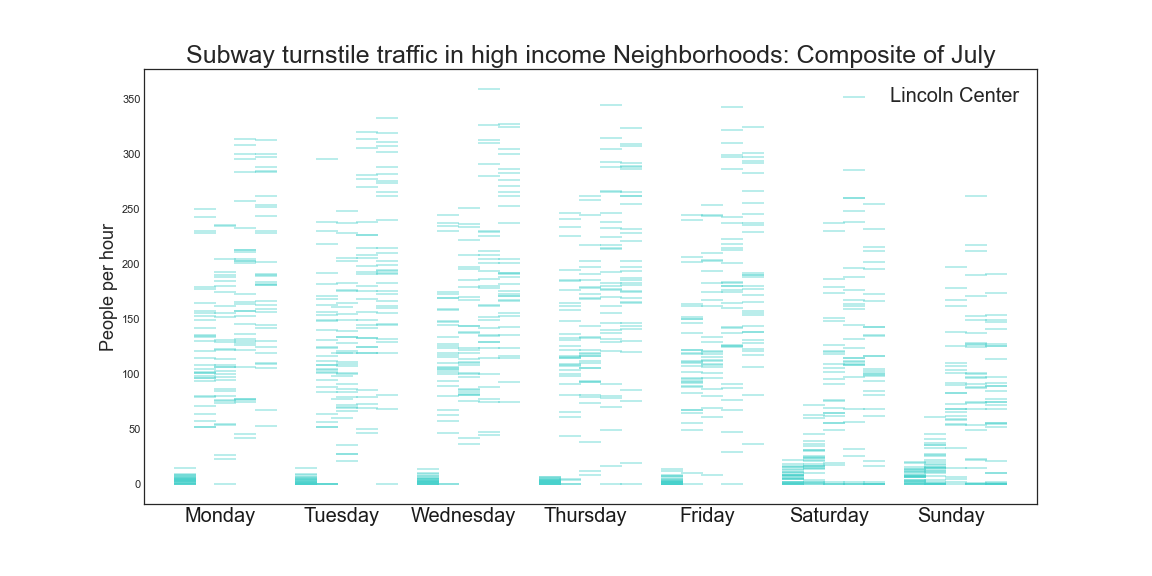 Subway turnstile traffic in high income Neighborhoods: Composite of July
Lincoln Center
People per hour
350
300
250
200
150
100
50
0
Monday Tuesday Wednesday Thursday Friday Saturday Sunday